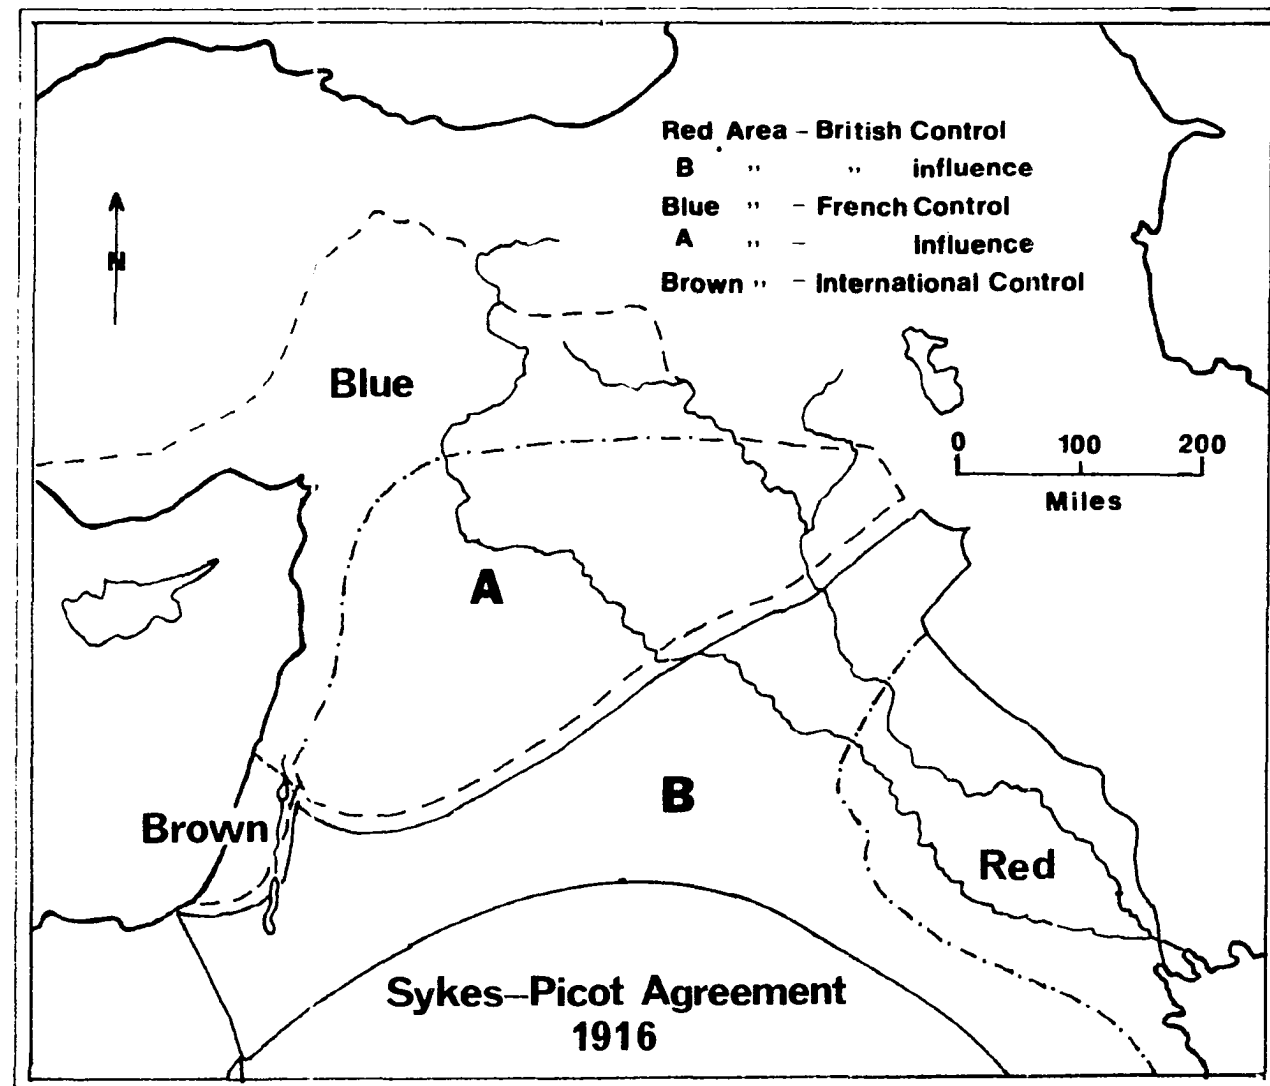 Red Area – British Control
B " " influence
Blue " – French Control
A " – Influence
Brown " – International Control
N
Blue
0 100 200
Miles
A
B
Brown
Red
Sykes–Picot Agreement
1916